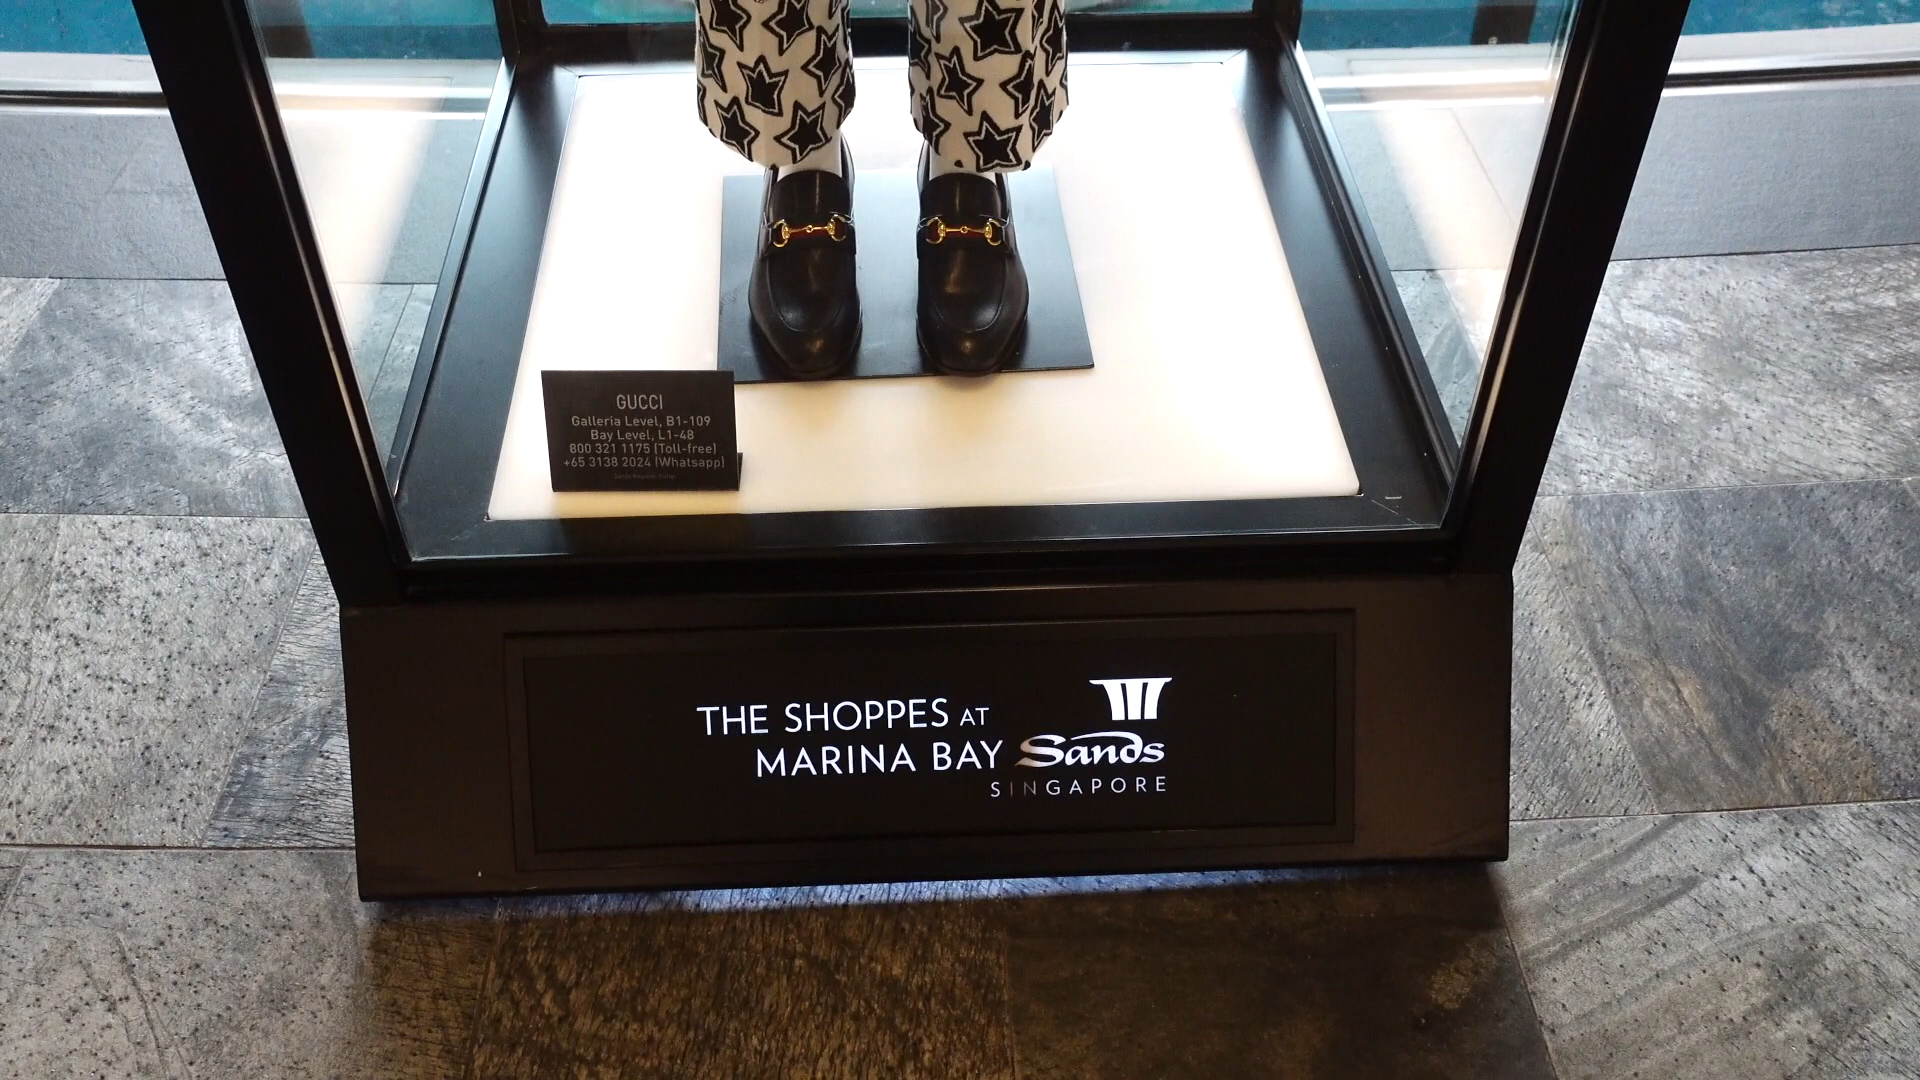 GUCCI
Galleria Level, B1-109
Bay Level, L1-48
800 321 1175 (Toll-free)
+65 3138 2024 (Whatsapp)
THE SHOPPES AT
MARINA BAY Sands
SINGAPORE